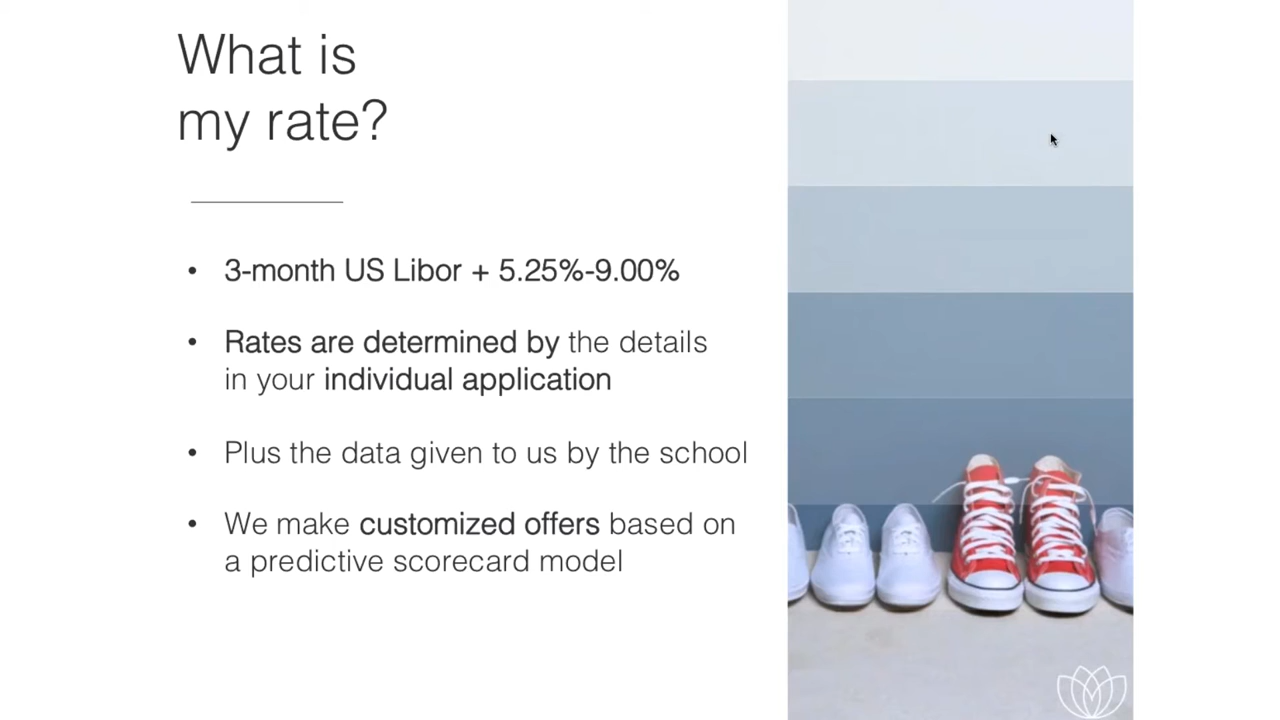 What is
my rate?
• 3-month US Libor + 5.25%-9.00%
• Rates are determined by the details
in your individual application
• Plus the data given to us by the school
• We make customized offers based on
a predictive scorecard model